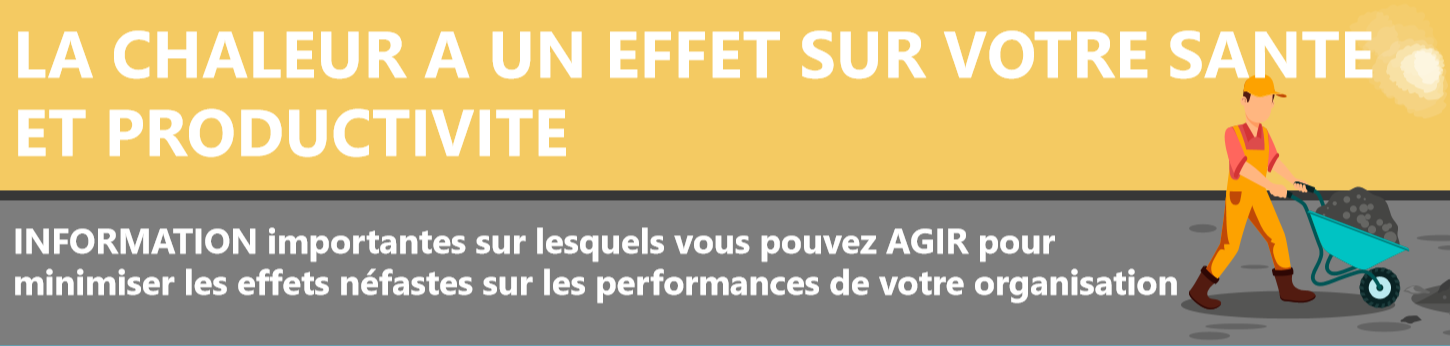 LA CHALEUR A UN EFFET SUR VOTRE SANTE
ET PRODUCTIVITE
INFORMATION importantes sur lesquels vous pouvez AGIR pour
minimiser les effets néfastes sur les performances de votre organisation